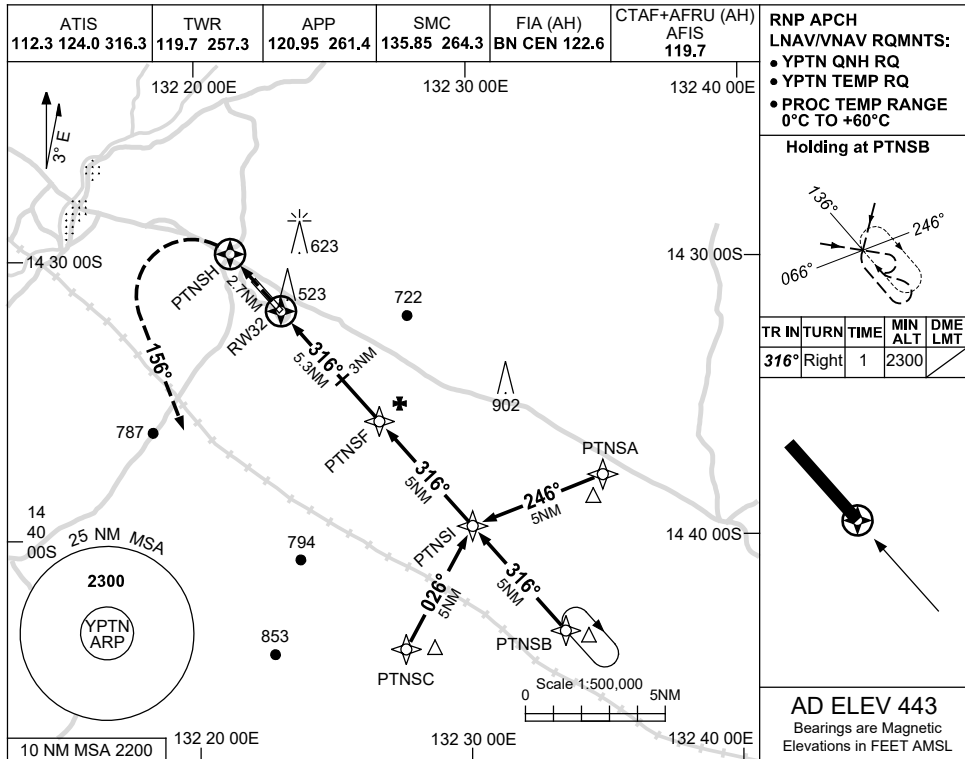 ATIS
112.3 124.0 316.3
TWR
119.7 257.3
APP
120.95 261.4
SMC
135.85 264.3
FIA (AH)
BN CEN 122.6
CTAF+AFRU (AH)
AFIS
119.7
RNP APCH
LNAV/VNAV RQMNTS:
• YPTN QNH RQ
• YPTN TEMP RQ
• PROC TEMP RANGE
0°C TO +60°C
132 20 00E
132 30 00E
132 40 00E
3° E
Holding at PTNSB
136°
246°
066°
TR IN TURN TIME MIN ALT DME LMT
316° Right 1 2300
623
14 30 00S
14 30 00S
PTNSH
2.7NM
523
RW32
722
316°
5.3NM
3NM
156°
902
787
PTNSF
316°
5NM
PTNSA
246°
5NM
PTNSI
14
40
00S
14 40 00S
25 NM MSA
2300
YPTN
ARP
794
026°
5NM
316°
5NM
PTNSB
853
PTNSC
Scale 1:500,000
0
5NM
10 NM MSA 2200
132 20 00E
132 30 00E
132 40 00E
AD ELEV 443
Bearings are Magnetic
Elevations in FEET AMSL